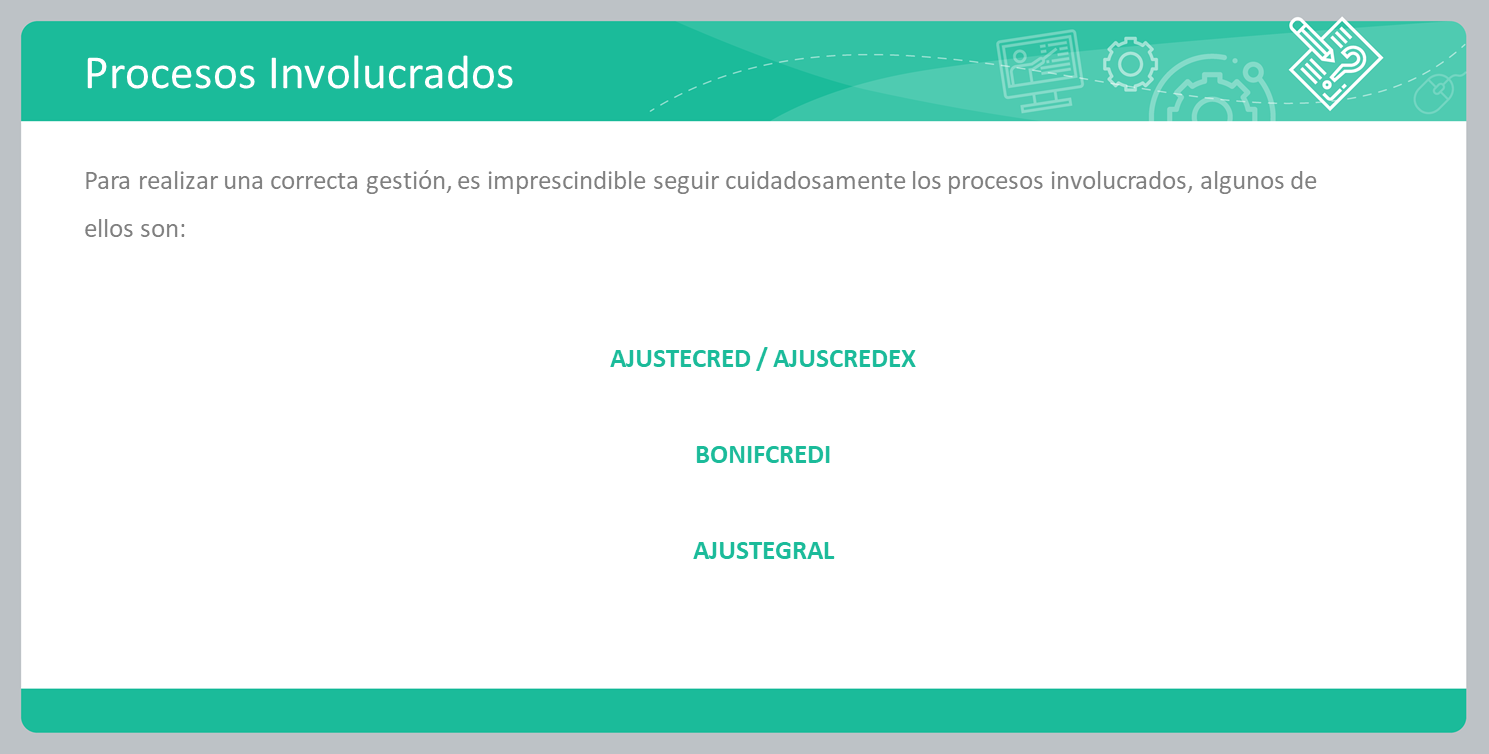 Procesos Involucrados
Para realizar una correcta gestión, es imprescindible seguir cuidadosamente los procesos involucrados, algunos de
ellos son:
AJUSTECRED / AJUSCREDEX
BONIFCREDI
AJUSTEGRAL